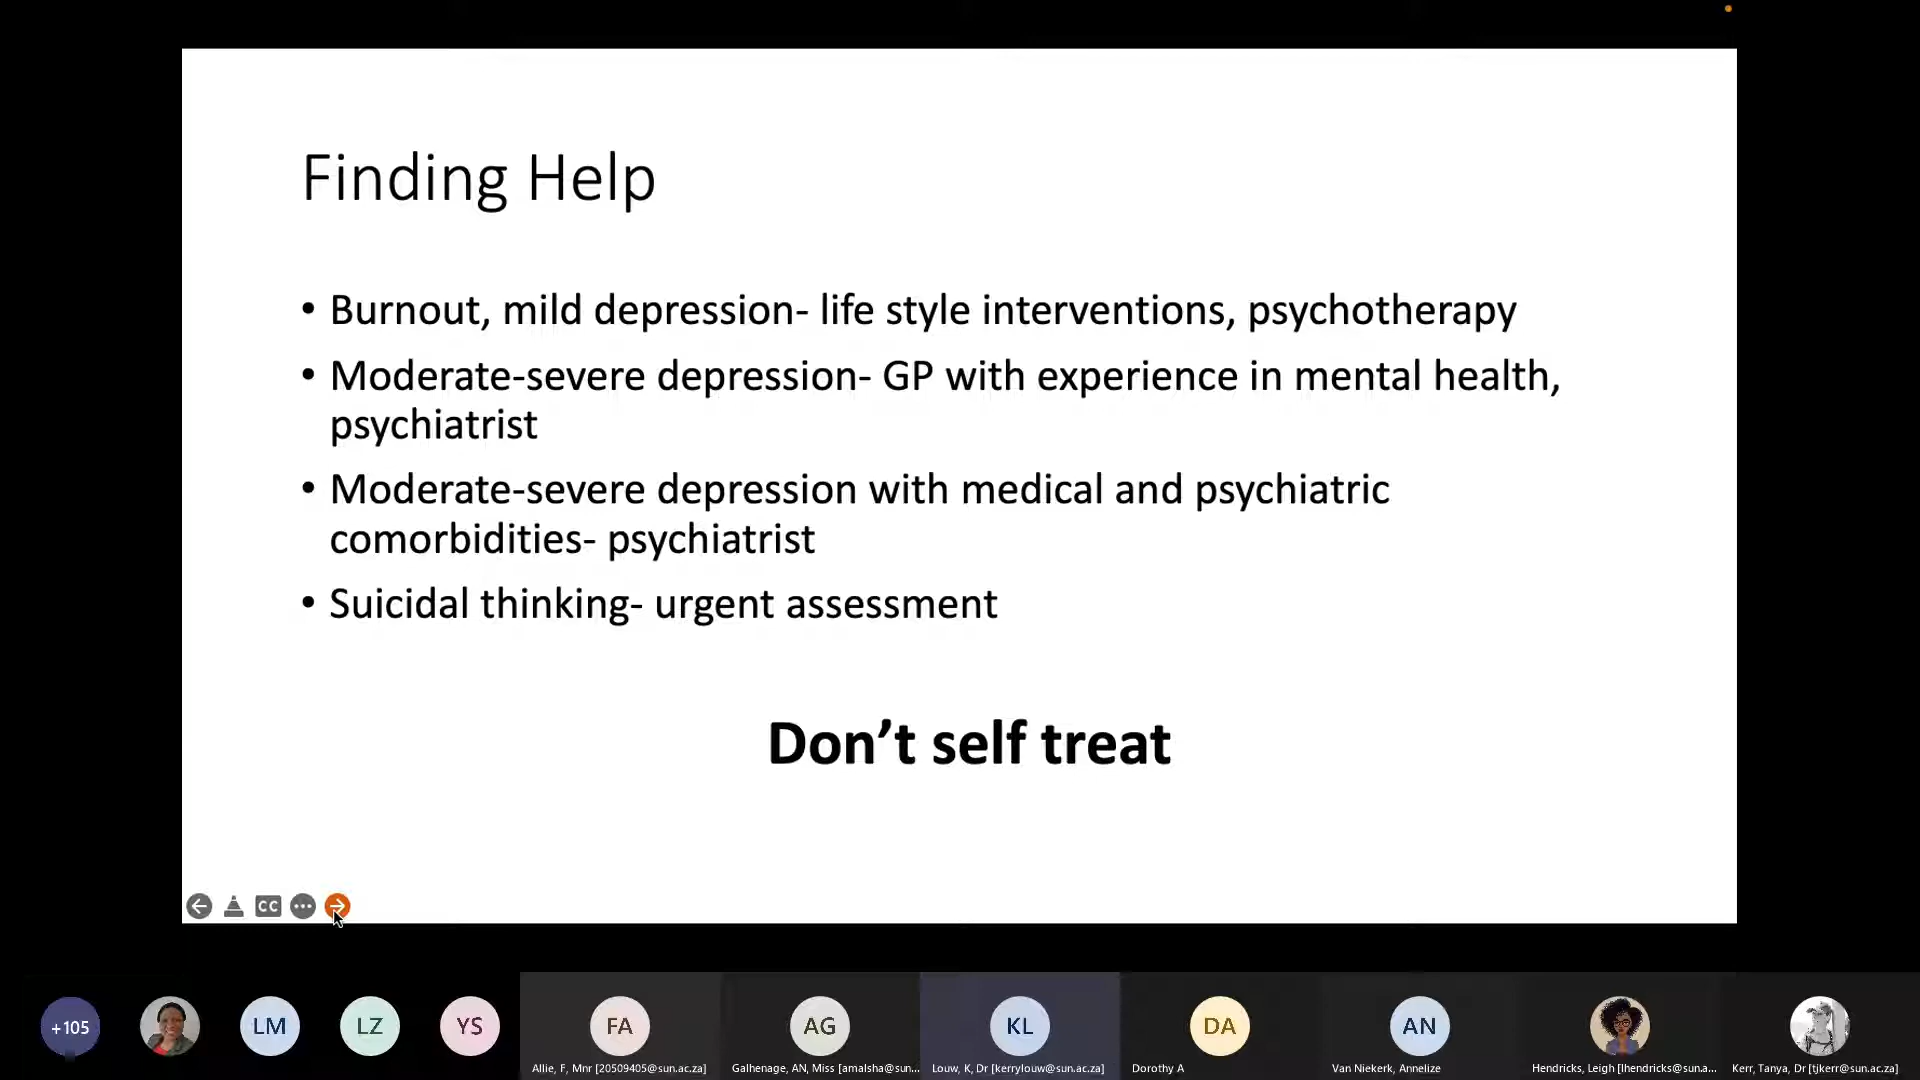 Finding Help
• Burnout, mild depression- life style interventions, psychotherapy
• Moderate-severe depression- GP with experience in mental health,
psychiatrist
• Moderate-severe depression with medical and psychiatric
comorbidities- psychiatrist
• Suicidal thinking- urgent assessment
Don’t self treat
CC
+105
LM
LZ
YS
FA
AG
KL
DA
AN
Allie, F, Mnr [20509405@sun.ac.za]
Galhenage, AN, Miss [amalsha@sun...
Louw, K, Dr [kerrylouw@sun.ac.za]
Dorothy A
Van Niekerk, Annelize
Hendricks, Leigh [lhendricks@sun.a...
Kerr, Tanya, Dr [tjkerr@sun.ac.za]